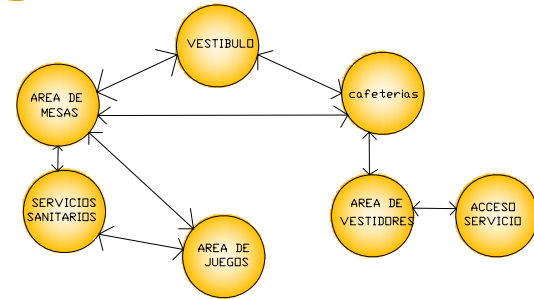 VESTIBULO
AREA DE
MESAS
cafeterias
SERVICIOS
SANITARIOS
AREA DE
VESTIDORES
ACCESO
SERVICIO
AREA DE
JUEGOS